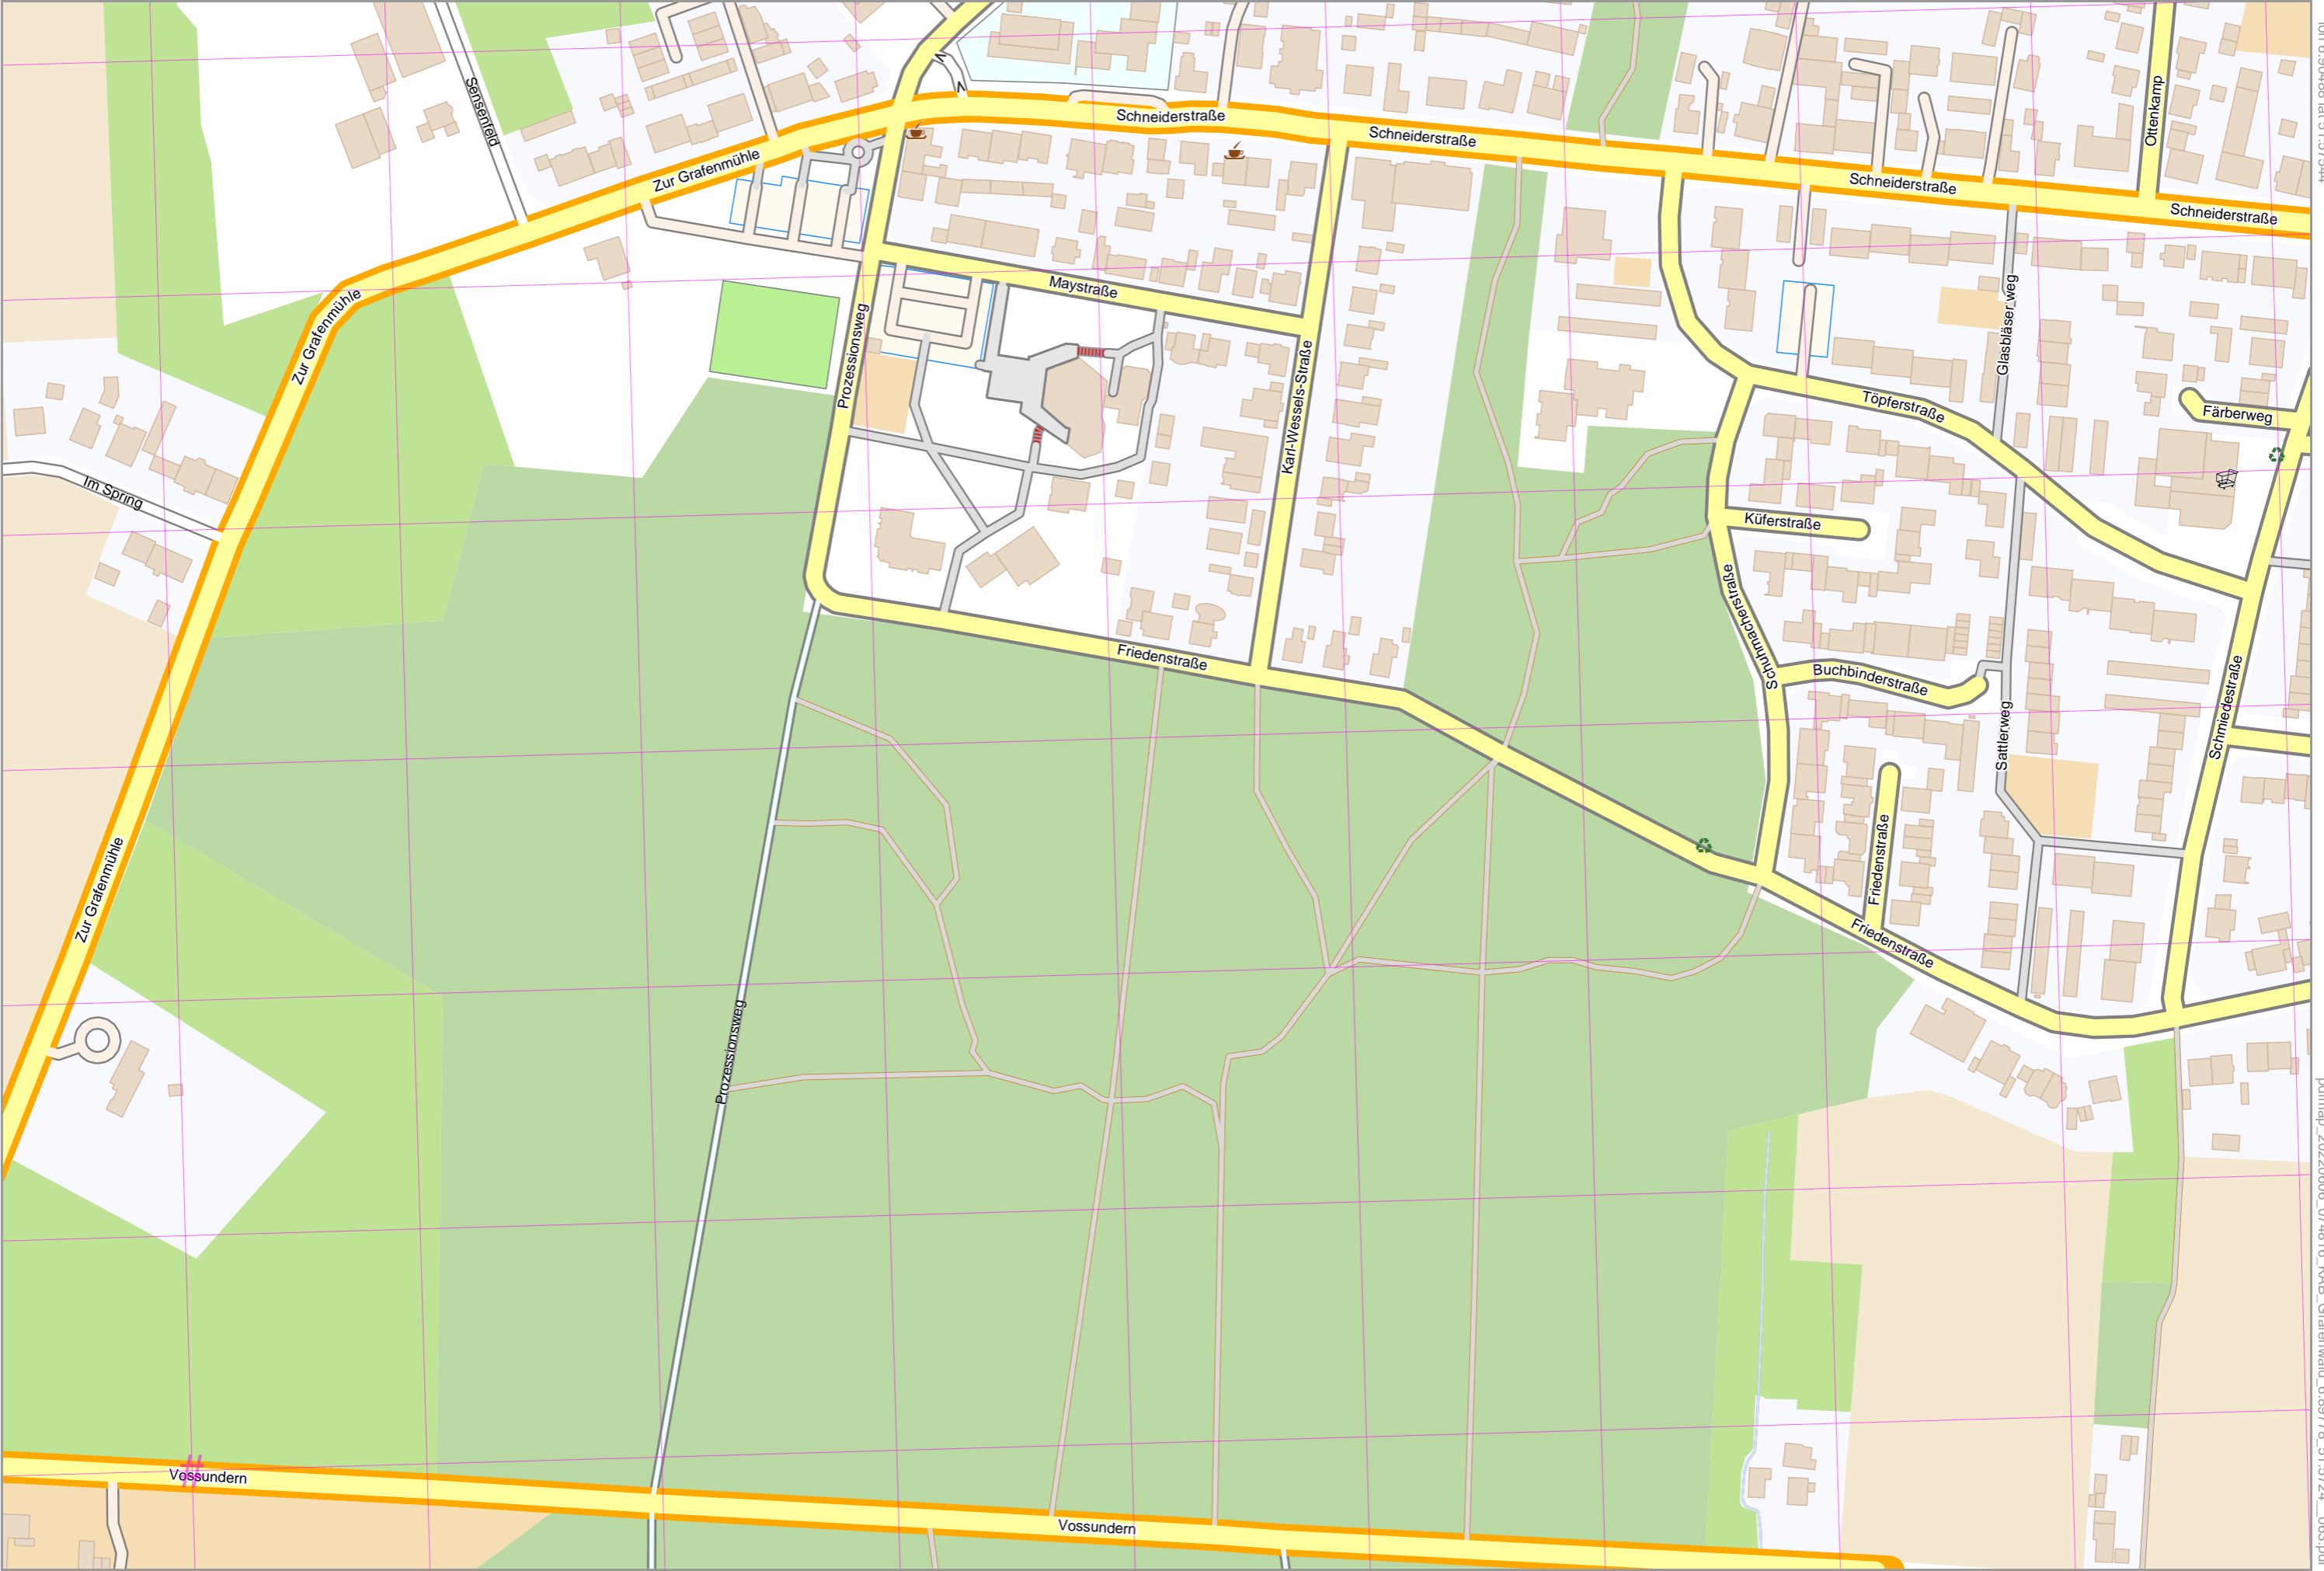 Sensenfeld
Ottenkamp
Schneiderstraße
Schneiderstraße
Zur Grafenmühle
Schneiderstraße
Schneiderstraße
Maystraße
Zur Grafenmühle
Prozessionsweg
Glasbläser weg
Karl-Wessels-Straße
Töpferstraße
Färberweg
Im Spring
Küferstraße
Schuhmacherstraße
Friedenstraße
Buchbinderstraße
Schmiedestraße
Sattlerweg
Zur Grafenmühle
Friedenstraße
Friedenstraße
Prozessionsweg
Vossundern
Vossundern